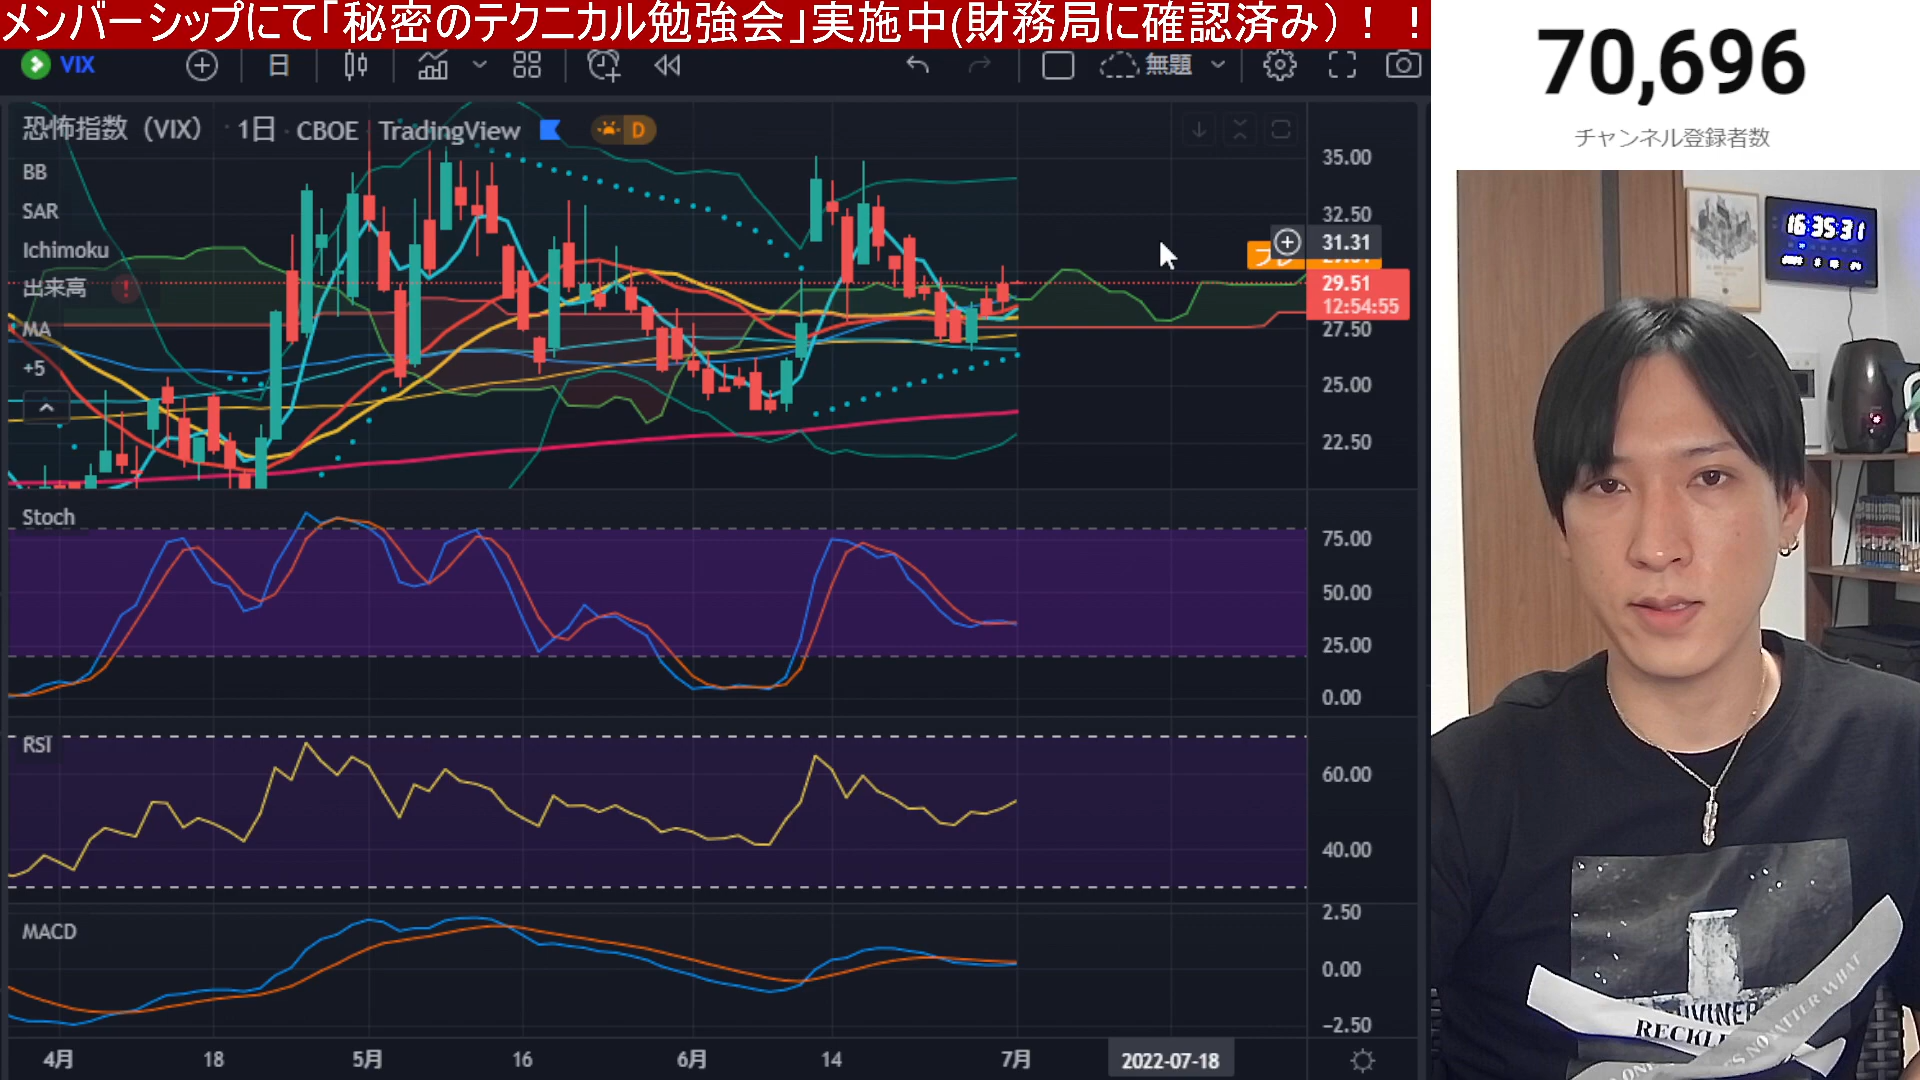 メンバーシップにて「秘密のテクニカル勉強会」実施中(財務局に確認済み）！！
VIX
日
無題
恐怖指数（VIX） · 1日 · CBOE TradingView
D
BB
SAR
Ichimoku
出来高
MA
+5
35.00
32.50
31.31
29.51
12:54:55
27.50
25.00
22.50
Stoch
75.00
50.00
25.00
0.00
RSI
60.00
40.00
MACD
2.50
0.00
−2.50
4月
18
5月
16
6月
14
7月
2022-07-18
70,696
チャンネル登録者数
16:35:31